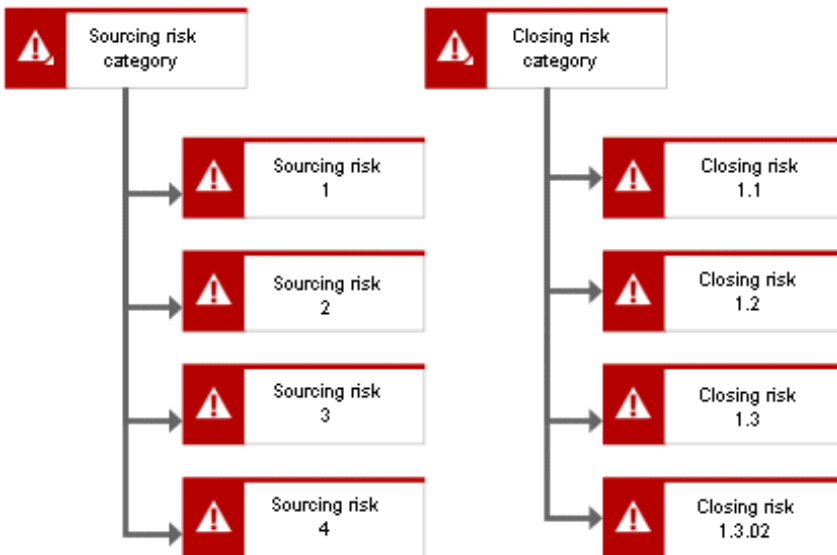 Sourcing risk
category
Sourcing risk
1
Sourcing risk
2
Sourcing risk
3
Sourcing risk
4
Closing risk
category
Closing risk
1.1
Closing risk
1.2
Closing risk
1.3
Closing risk
1.3.02